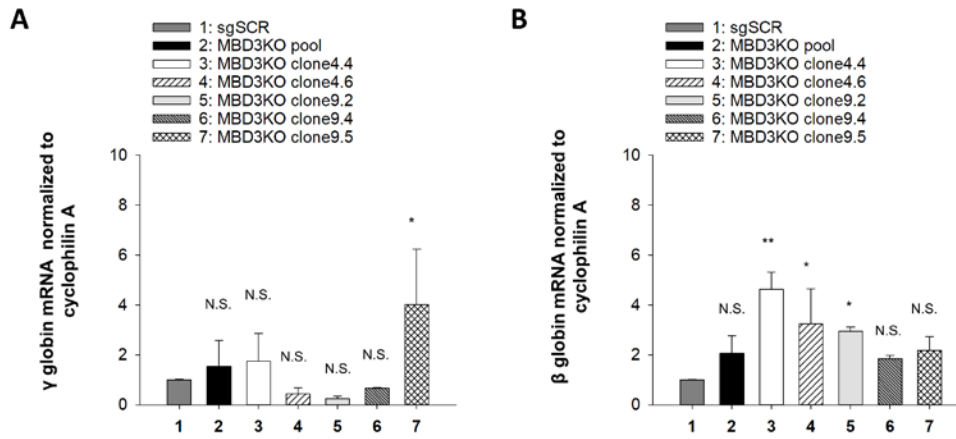 A
1: sgSCR
2: MBD3KO pool
3: MBD3KO clone4.4
4: MBD3KO clone4.6
5: MBD3KO clone9.2
6: MBD3KO clone9.4
7: MBD3KO clone9.5
γ globin mRNA normalized to
cyclophilin A
10
8
6
4
2
0
N.S.
N.S.
N.S.
N.S.
N.S.
*
1 2 3 4 5 6 7
B
1: sgSCR
2: MBD3KO pool
3: MBD3KO clone4.4
4: MBD3KO clone4.6
5: MBD3KO clone9.2
6: MBD3KO clone9.4
7: MBD3KO clone9.5
β globin mRNA normalized to
cyclophilin A
10
8
6
4
2
0
N.S.
**
*
*
N.S.
N.S.
1 2 3 4 5 6 7